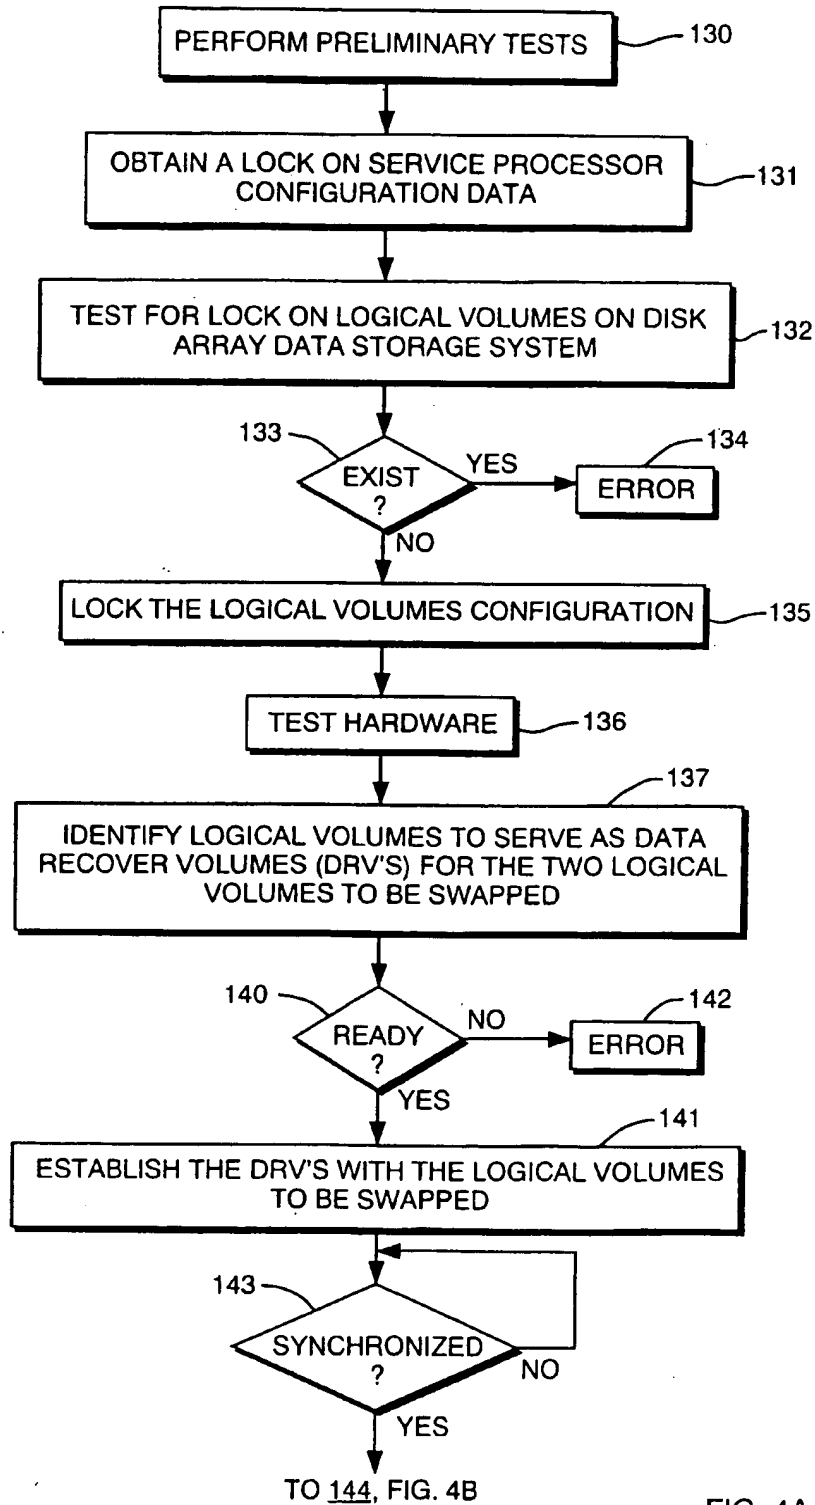 PERFORM PRELIMINARY TESTS
130
OBTAIN A LOCK ON SERVICE PROCESSOR
CONFIGURATION DATA
131
TEST FOR LOCK ON LOGICAL VOLUMES ON DISK
ARRAY DATA STORAGE SYSTEM
132
133
EXIST
?
YES
134
ERROR
NO
LOCK THE LOGICAL VOLUMES CONFIGURATION
135
TEST HARDWARE
136
137
IDENTIFY LOGICAL VOLUMES TO SERVE AS DATA
RECOVER VOLUMES (DRV'S) FOR THE TWO LOGICAL
VOLUMES TO BE SWAPPED
140
READY
?
NO
142
ERROR
YES
141
ESTABLISH THE DRV'S WITH THE LOGICAL VOLUMES
TO BE SWAPPED
143
SYNCHRONIZED
?
NO
YES
TO 144, FIG. 4B
FIG. 4A